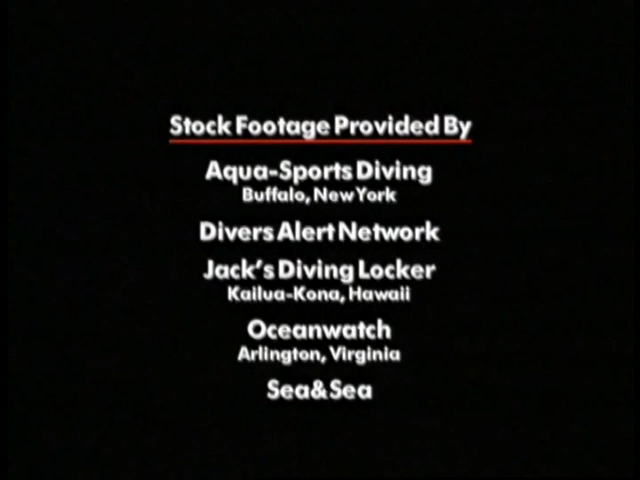 Stock Footage Provided By
Aqua-Sports Diving
Buffalo, New York
Divers Alert Network
Jack's Diving Locker
Kailua-Kona, Hawaii
Oceanwatch
Arlington, Virginia
Sea&Sea